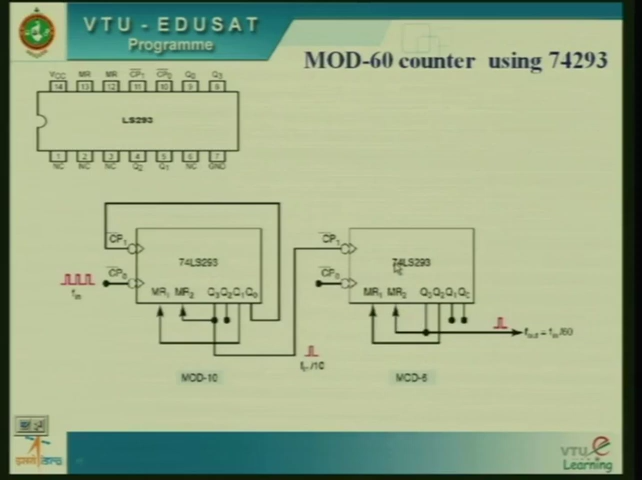 VTU - EDUSAT
Programme
MOD-60 counter using 74293
VCC MR MR CP1 CP0 Q0 Q3
14 13 12 11 10 9 8
LS293
1 2 3 4 5 6 7
NC NC NC Q2 Q1 NC GND
CP1
74LS293
CP0
MR1 MR2 Q3 Q2 Q1 Q0
fin
MOD-10
fin/10
CP1
74LS293
CP0
MR1 MR2 Q3 Q2 Q1 Q0
fout = fin/60
MOD-6
VTU e
Learning